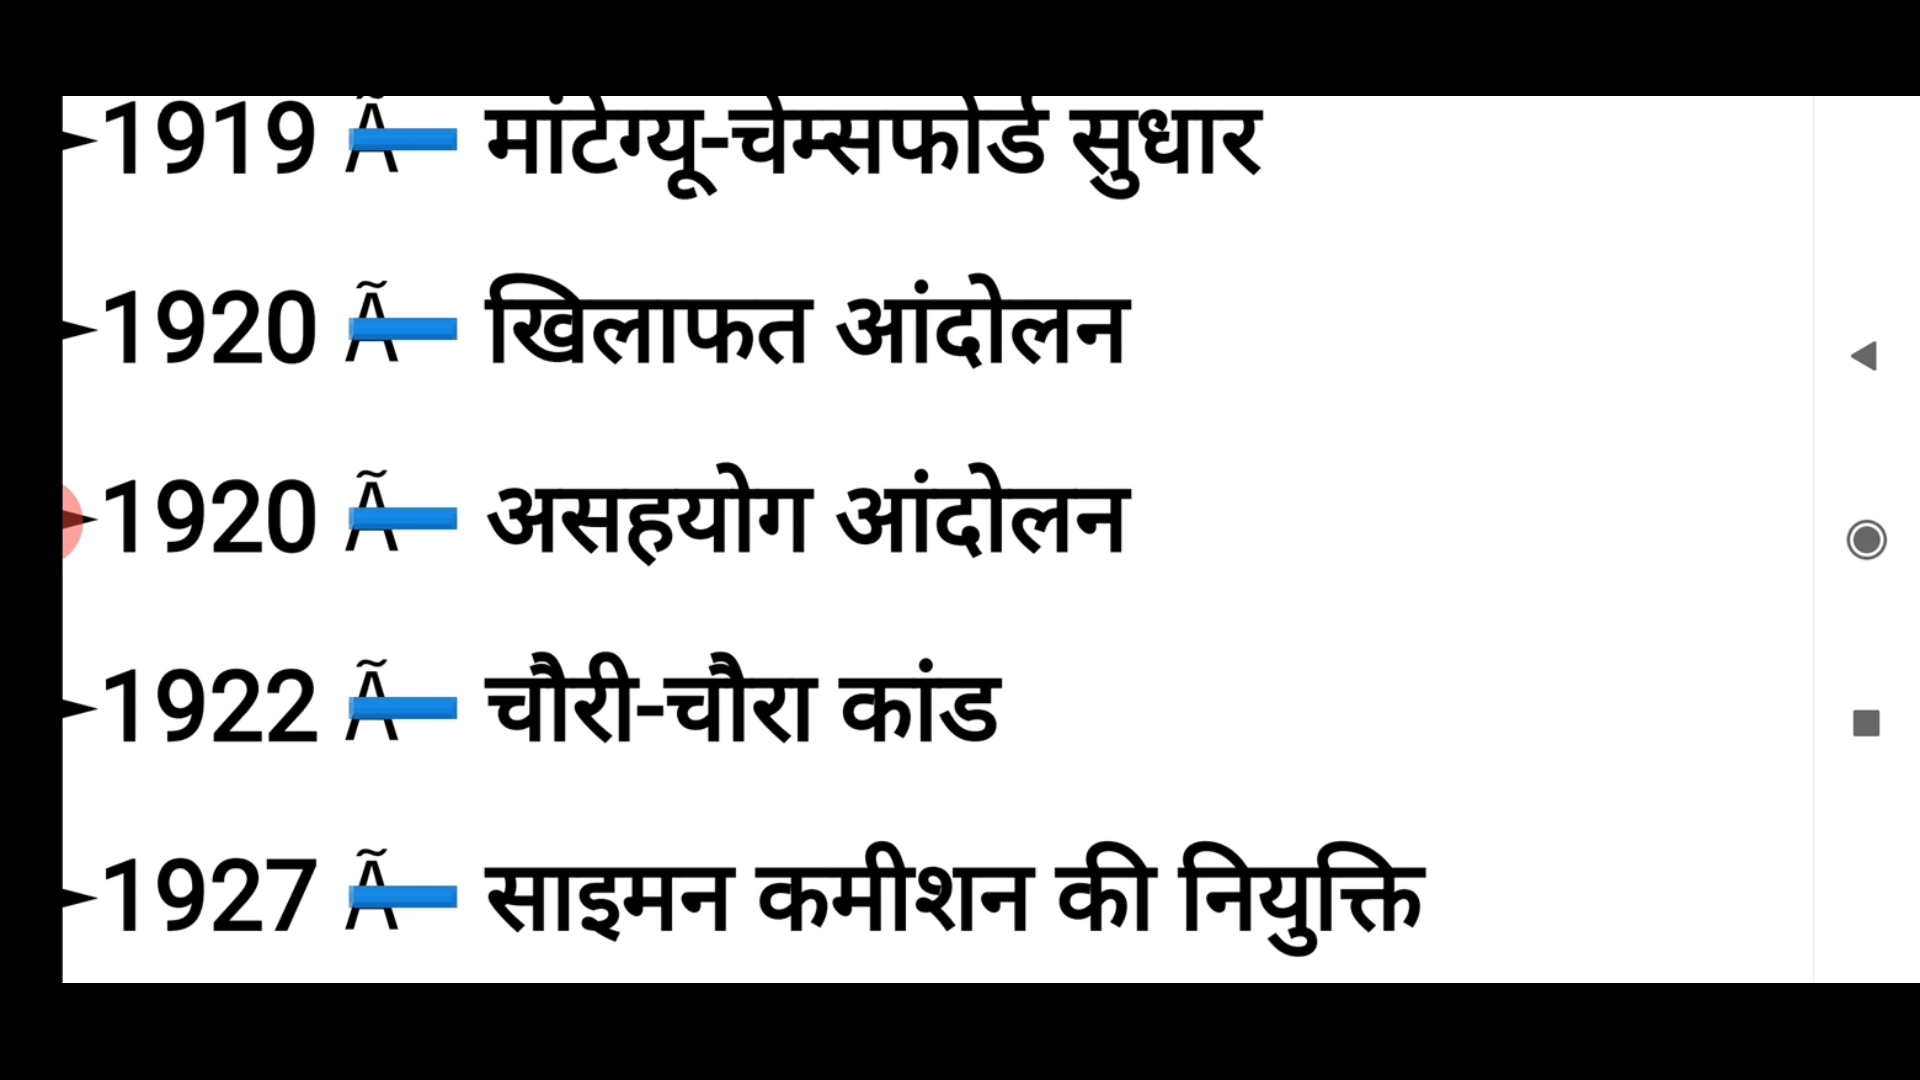 ➤1919 Ã➖ मांटेग्यू-चेम्सफोर्ड सुधार
➤1920 Ã➖ खिलाफत आंदोलन
➤1920 Ã➖ असहयोग आंदोलन
➤1922 Ã➖ चौरी-चौरा कांड
➤1927 Ã➖ साइमन कमीशन की नियुक्ति